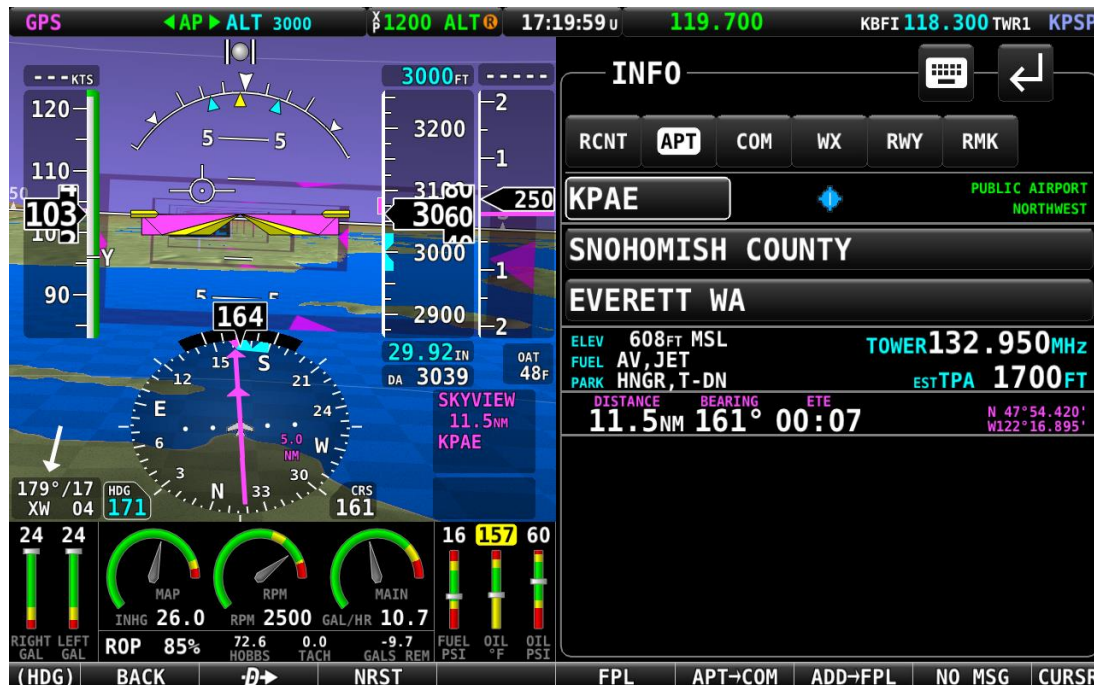 GPS AP ALT 3000 XP 1200 ALT R 17:19:59 U 119.700 KBFI 118.300 TWR1 KPSP
---KTS
120
110
103
90
5 5
5
Y
3000FT -----
3200
3100
3060
3000
2900
2
1
250
1
2
164
29.92IN
DA 3039
OAT
48F
SKYVIEW
11.5NM
KPAE
12 15 S 21 24 W 30 33 N 3 6 E
5.0
NM
179°/17
XW 04
HDG
171
CRS
161
24 24
RIGHT LEFT
GAL GAL
MAP
INHG 26.0
RPM
RPM 2500
MAIN
GAL/HR 10.7
ROP 85%
72.6 0.0 -9.7
HOBBS TACH GALS REM
16 157 60
FUEL OIL OIL
PSI °F PSI
INFO
RCNT APT COM WX RWY RMK
KPAE
PUBLIC AIRPORT
NORTHWEST
SNOHOMISH COUNTY
EVERETT WA
ELEV 608FT MSL
FUEL AV,JET
PARK HNGR,T-DN
TOWER132.950MHz
ESTTPA 1700FT
DISTANCE BEARING ETE
11.5NM 161° 00:07
N 47°54.420'
W122°16.895'
(HDG) BACK D→ NRST FPL APT→COM ADD→FPL NO MSG CURSR